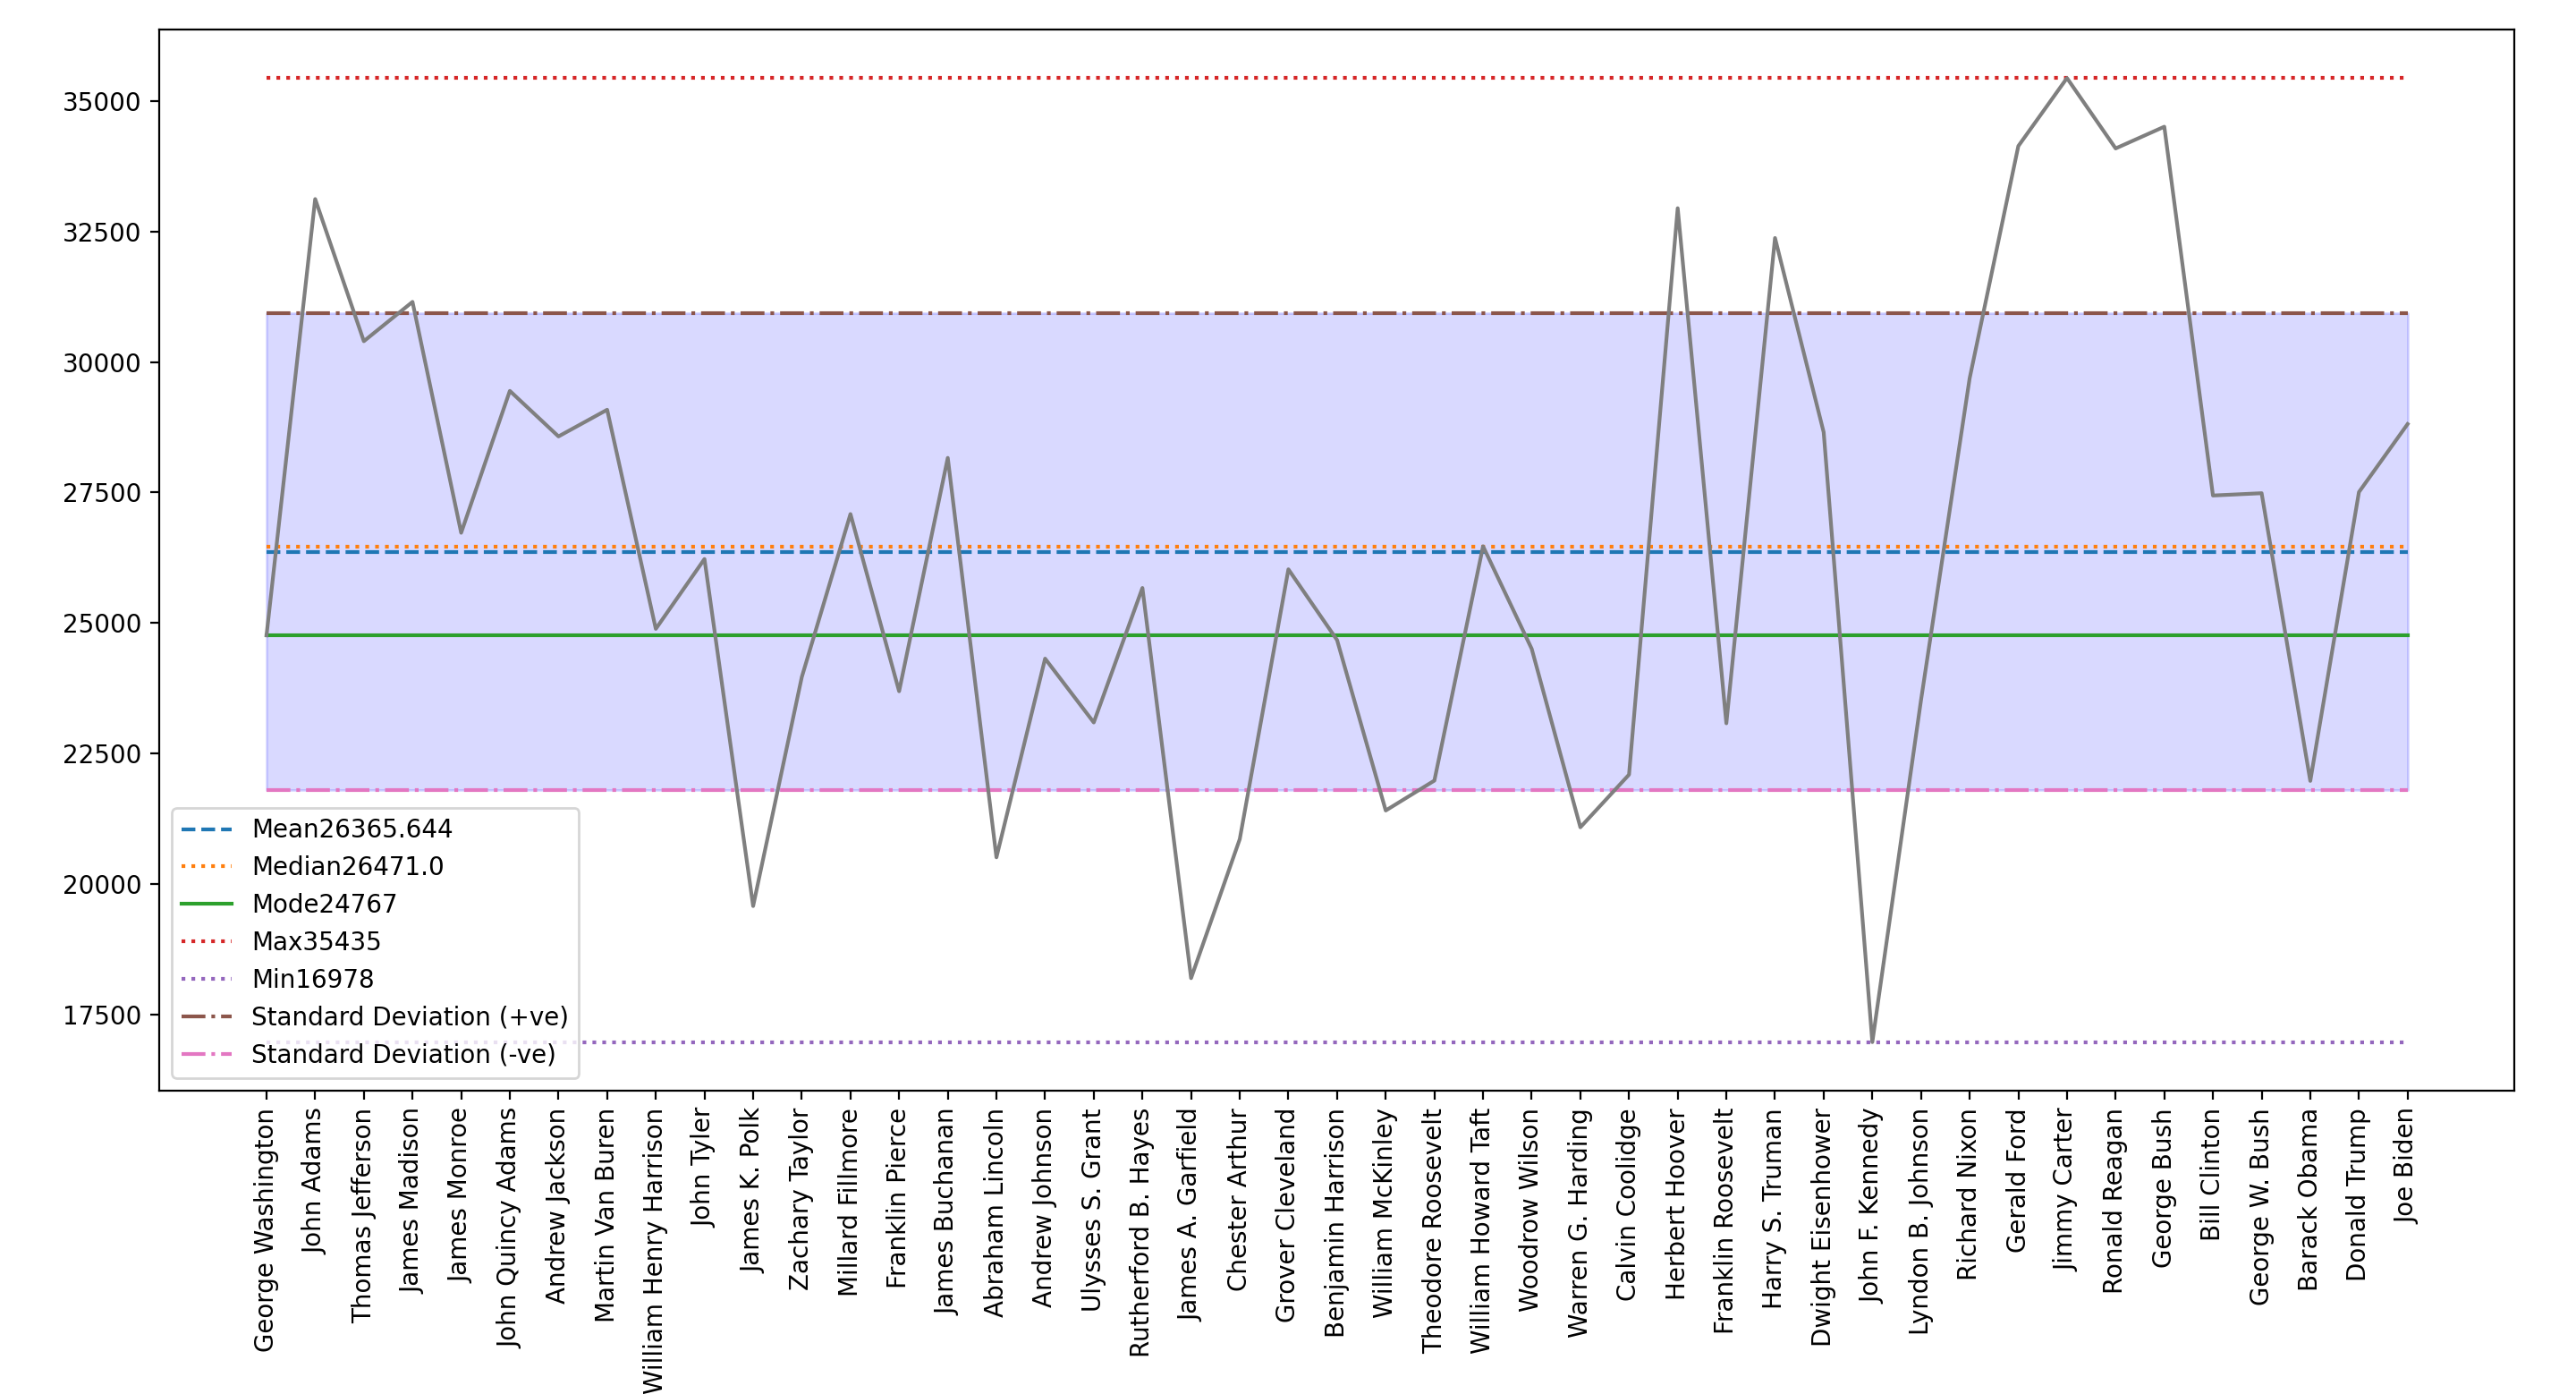 35000
32500
30000
27500
25000
22500
20000
17500
Mean26365.644
Median26471.0
Mode24767
Max35435
Min16978
Standard Deviation (+ve)
Standard Deviation (-ve)
George Washington
John Adams
Thomas Jefferson
James Madison
James Monroe
John Quincy Adams
Andrew Jackson
Martin Van Buren
William Henry Harrison
John Tyler
James K. Polk
Zachary Taylor
Millard Fillmore
Franklin Pierce
James Buchanan
Abraham Lincoln
Andrew Johnson
Ulysses S. Grant
Rutherford B. Hayes
James A. Garfield
Chester Arthur
Grover Cleveland
Benjamin Harrison
William McKinley
Theodore Roosevelt
William Howard Taft
Woodrow Wilson
Warren G. Harding
Calvin Coolidge
Herbert Hoover
Franklin Roosevelt
Harry S. Truman
Dwight Eisenhower
John F. Kennedy
Lyndon B. Johnson
Richard Nixon
Gerald Ford
Jimmy Carter
Ronald Reagan
George Bush
Bill Clinton
George W. Bush
Barack Obama
Donald Trump
Joe Biden